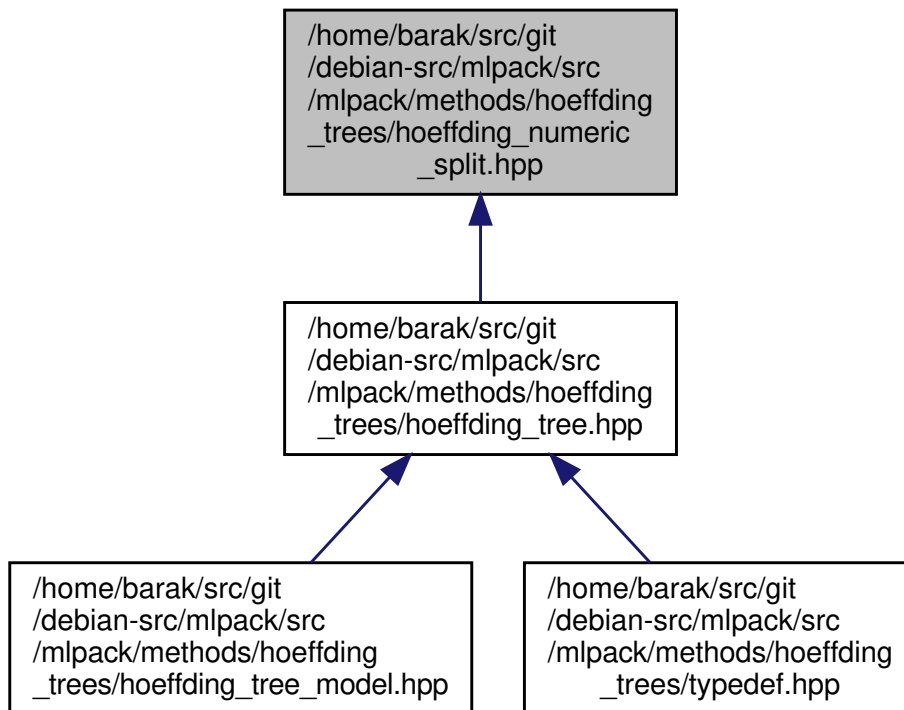 /home/barak/src/git
/debian-src/mlpack/src
/mlpack/methods/hoeffding
_trees/hoeffding_numeric
_split.hpp
/home/barak/src/git
/debian-src/mlpack/src
/mlpack/methods/hoeffding
_trees/hoeffding_tree.hpp
/home/barak/src/git
/debian-src/mlpack/src
/mlpack/methods/hoeffding
_trees/hoeffding_tree_model.hpp
/home/barak/src/git
/debian-src/mlpack/src
/mlpack/methods/hoeffding
_trees/typedef.hpp